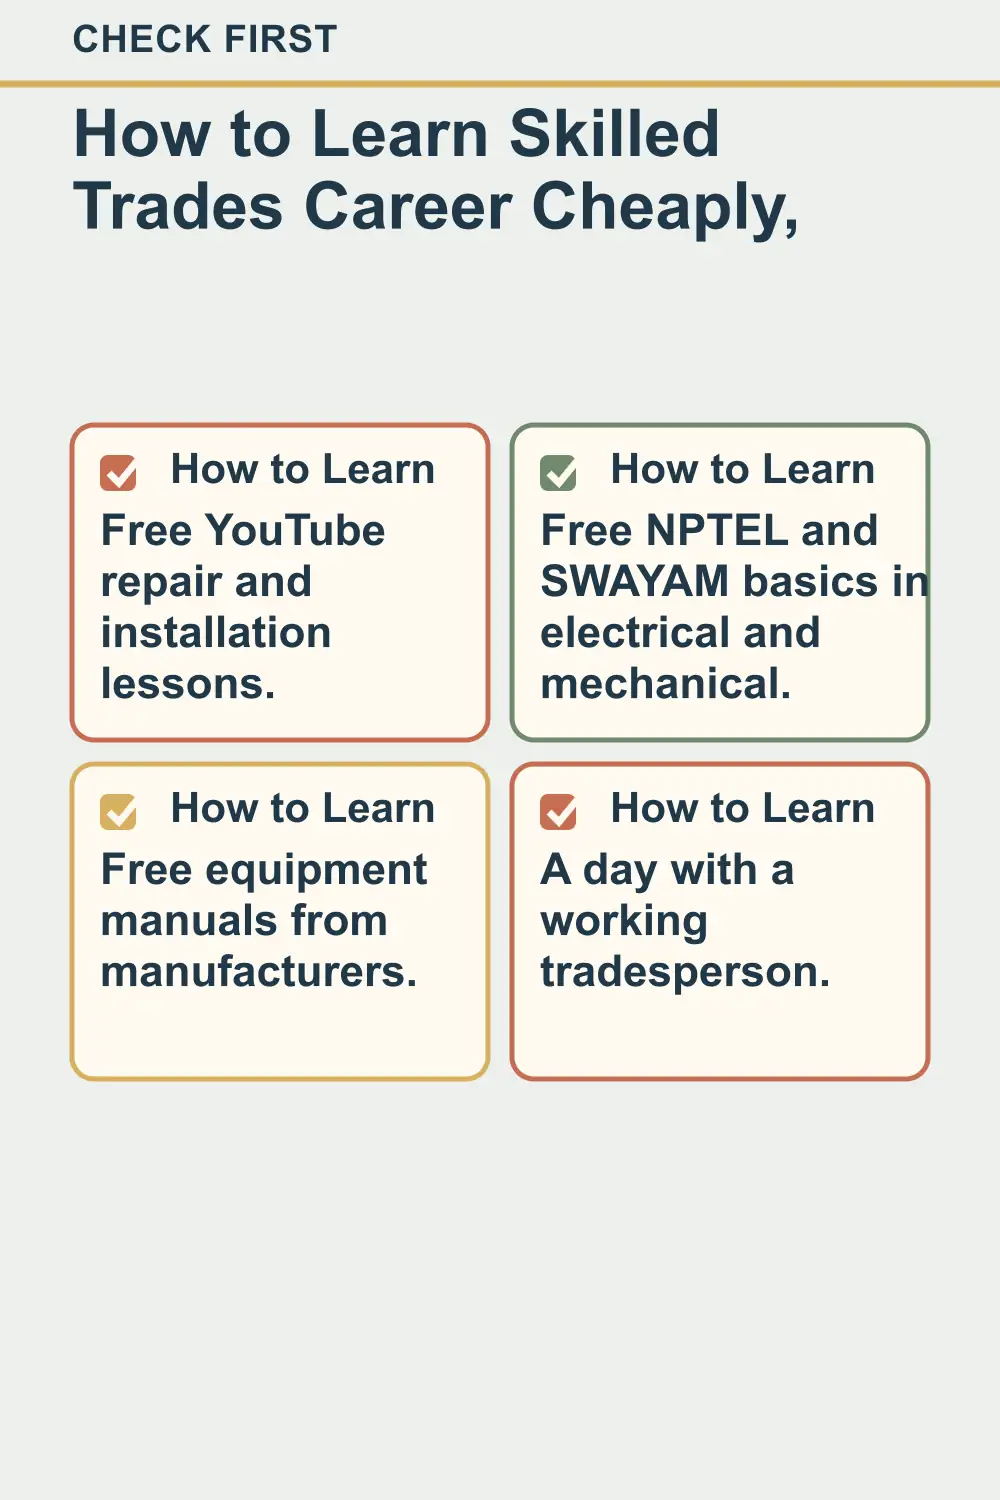 CHECK FIRST
How to Learn Skilled
Trades Career Cheaply,
How to Learn
Free YouTube
repair and
installation
lessons.
How to Learn
Free NPTEL and
SWAYAM basics in
electrical and
mechanical.
How to Learn
Free equipment
manuals from
manufacturers.
How to Learn
A day with a
working
tradesperson.